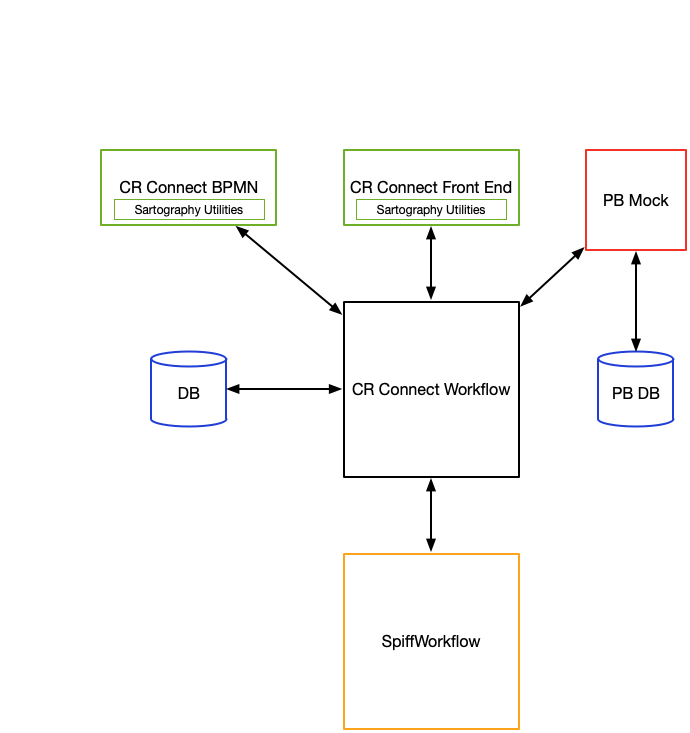 CR Connect BPMN
Sartography Utilities
CR Connect Front End
Sartography Utilities
PB Mock
DB
CR Connect Workflow
PB DB
SpiffWorkflow